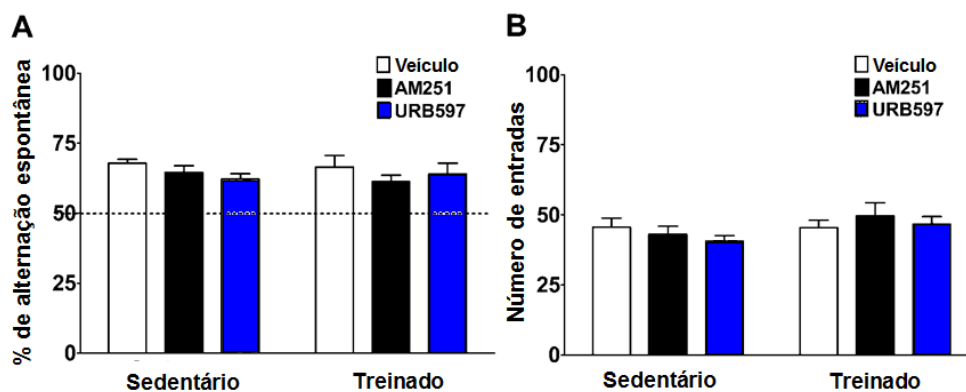 A
% de alternação espontânea
100
75
50
25
0
Veículo
AM251
URB597
Sedentário
Treinado
B
Número de entradas
100
75
50
25
0
Veículo
AM251
URB597
Sedentário
Treinado